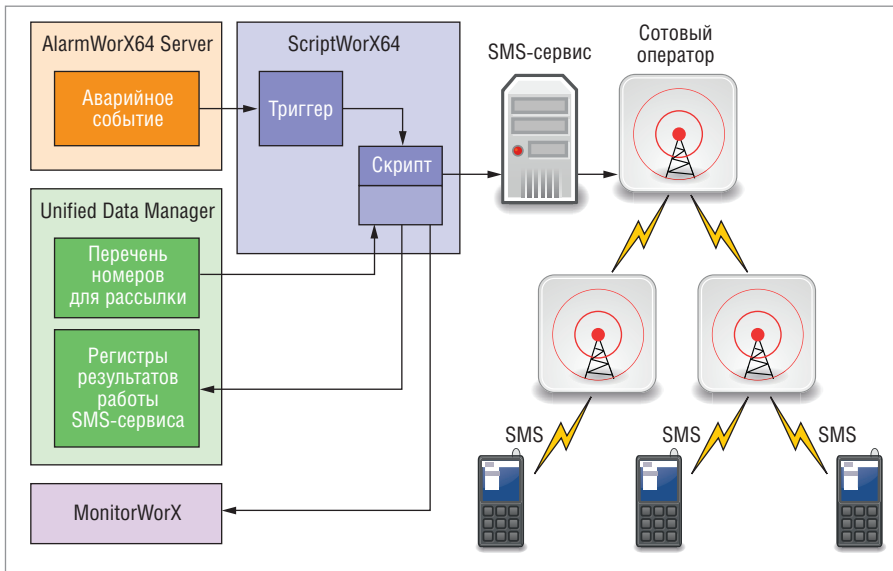 AlarmWorX64 Server
Аварийное
событие
ScriptWorX64
Триггер
Скрипт
SMS-сервис
Сотовый
оператор
Unified Data Manager
Перечень
номеров
для рассылки
Регистры
результатов
работы
SMS-сервиса
MonitorWorX
SMS
SMS
SMS